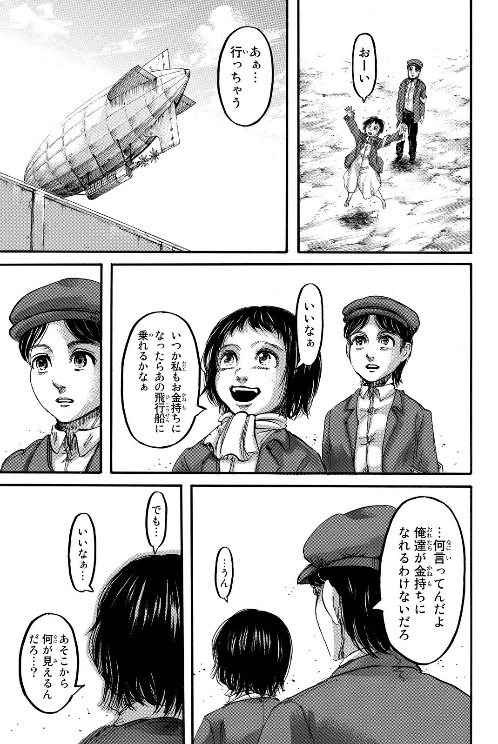 おーい
あぁ…
行っちゃう
いいなぁ
いつか私もお金持ちに
なったらあの飛行船に
乗れるかなぁ
…何言ってんだよ
俺達が金持ちに
なれるわけないだろ
…うん
でも…
いいなぁ…
あそこから
何が見えるん
だろ…?